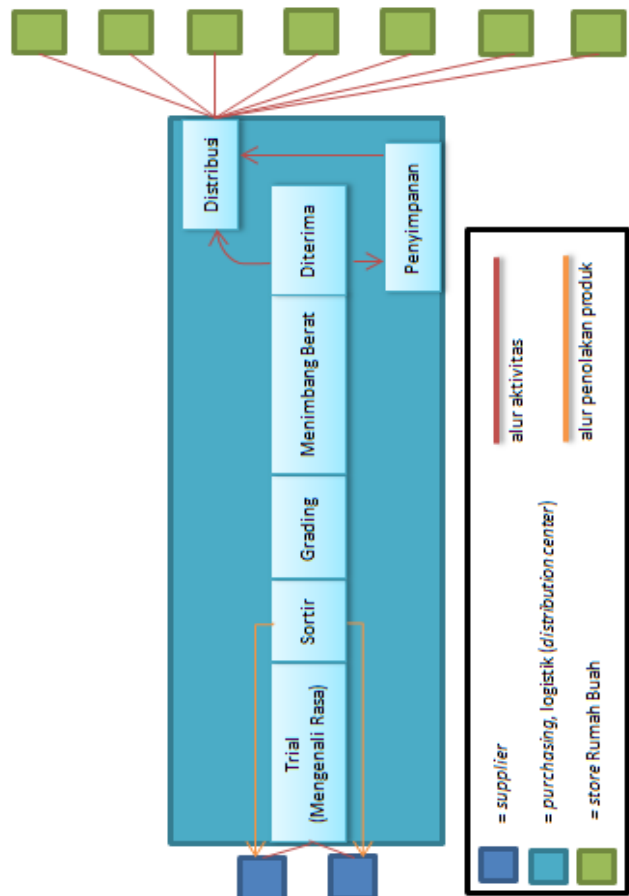 Trial
(Mengenali Rasa)
Sortir
Grading
Menimbang Berat
Diterima
Distribusi
Penyimpanan
= supplier
= purchasing, logistik (distribution center)
= store Rumah Buah
alur aktivitas
alur penolakan produk